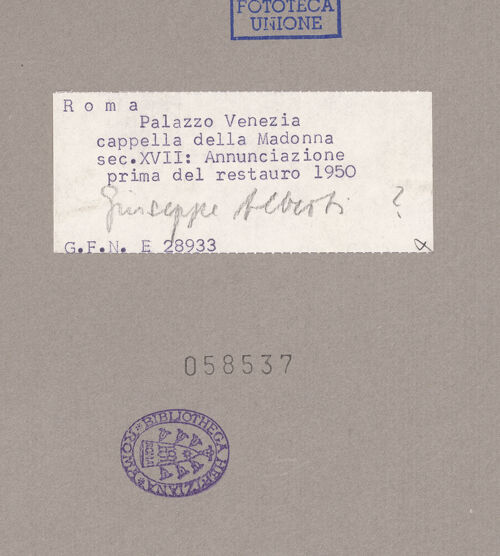 FOTOTECA
UNIONE
Roma
Palazzo Venezia
cappella della Madonna
sec.XVII: Annunciazione
prima del restauro 1950
Giuseppe Alberti ?
G.F.N. E 28933
058537
BIBLIOTHECA HERTZIANA * ROMA *